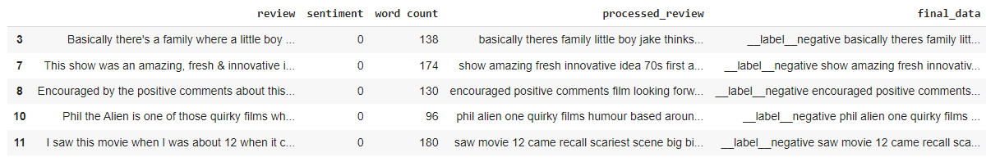 review sentiment word count processed_review final_data
3 Basically there's a family where a little boy ... 0 138 basically theres family little boy jake thinks... __label__negative basically theres family litt...
7 This show was an amazing, fresh & innovative i... 0 174 show amazing fresh innovative idea 70s first a... __label__negative show amazing fresh innovativ...
8 Encouraged by the positive comments about this... 0 130 encouraged positive comments film looking forw... __label__negative encouraged positive comments...
10 Phil the Alien is one of those quirky films wh... 0 96 phil alien one quirky films humour based aroun... __label__negative phil alien one quirky films ...
11 I saw this movie when I was about 12 when it c... 0 180 saw movie 12 came recall scariest scene big bi... __label__negative saw movie 12 came recall sca...